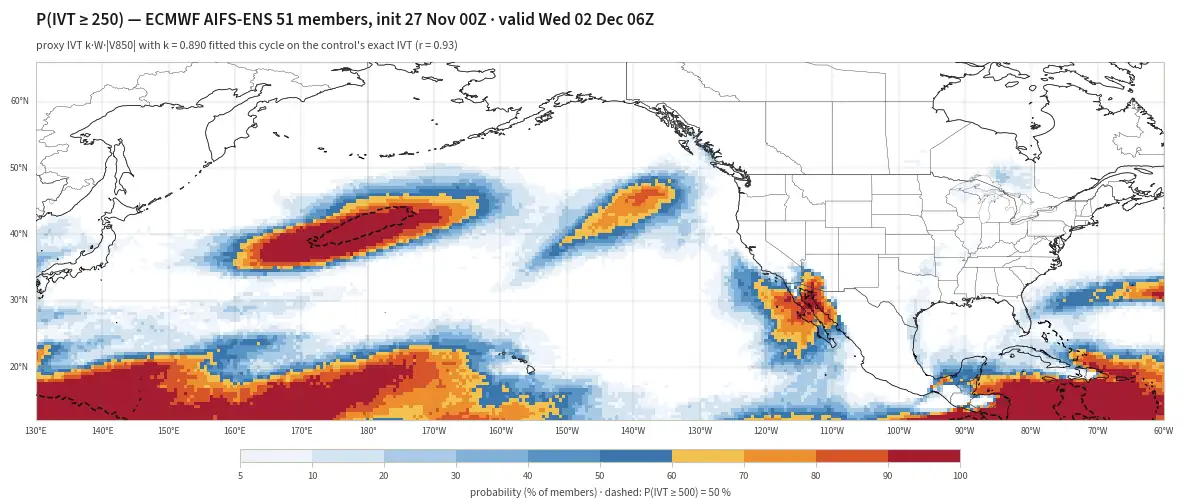 P(IVT ≥ 250) — ECMWF AIFS-ENS 51 members, init 27 Nov 00Z · valid Wed 02 Dec 06Z
proxy IVT k·W·|V850| with k = 0.890 fitted this cycle on the control's exact IVT (r = 0.93)
60°N
50°N
40°N
30°N
20°N
130°E 140°E 150°E 160°E 170°E 180° 170°W 160°W 150°W 140°W 130°W 120°W 110°W 100°W 90°W 80°W 70°W 60°W
5 10 20 30 40 50 60 70 80 90 100
probability (% of members) · dashed: P(IVT ≥ 500) = 50 %